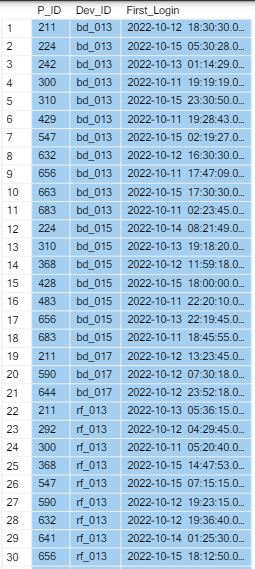 P_ID Dev_ID First_Login
1 211 bd_013 2022-10-12 18:30:30.0...
2 224 bd_013 2022-10-15 05:30:28.0...
3 242 bd_013 2022-10-13 01:14:29.0...
4 300 bd_013 2022-10-11 19:19:19.0...
5 310 bd_013 2022-10-15 23:30:50.0...
6 429 bd_013 2022-10-11 19:28:43.0...
7 547 bd_013 2022-10-15 02:19:27.0...
8 632 bd_013 2022-10-12 16:30:30.0...
9 656 bd_013 2022-10-11 17:47:09.0...
10 663 bd_013 2022-10-15 17:30:30.0...
11 683 bd_013 2022-10-11 02:23:45.0...
12 224 bd_015 2022-10-14 08:21:49.0...
13 310 bd_015 2022-10-13 19:18:20.0...
14 368 bd_015 2022-10-12 11:59:18.0...
15 428 bd_015 2022-10-15 18:00:00.0...
16 483 bd_015 2022-10-11 22:20:10.0...
17 656 bd_015 2022-10-13 22:19:45.0...
18 683 bd_015 2022-10-11 18:45:55.0...
19 211 bd_017 2022-10-12 13:23:45.0...
20 590 bd_017 2022-10-12 07:30:18.0...
21 644 bd_017 2022-10-12 23:52:18.0...
22 211 rf_013 2022-10-13 05:36:15.0...
23 292 rf_013 2022-10-12 04:29:45.0...
24 300 rf_013 2022-10-11 05:20:40.0...
25 368 rf_013 2022-10-15 14:47:53.0...
26 547 rf_013 2022-10-15 07:15:15.0...
27 590 rf_013 2022-10-12 19:23:15.0...
28 632 rf_013 2022-10-12 19:36:40.0...
29 641 rf_013 2022-10-14 01:25:30.0...
30 656 rf_013 2022-10-15 18:12:50.0...